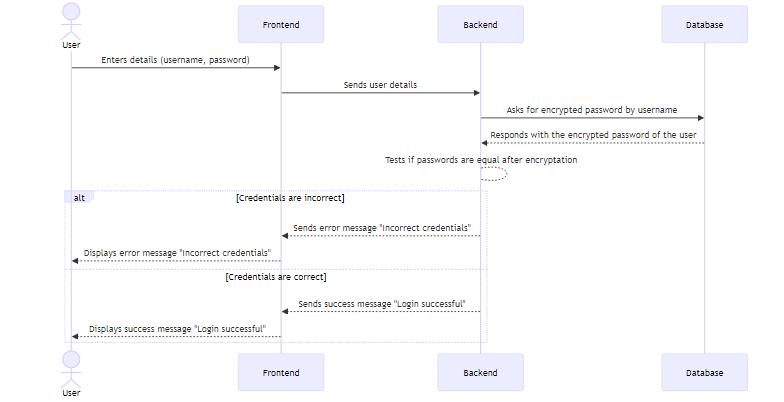 User
Frontend
Backend
Database
Enters details (username, password)
Sends user details
Asks for encrypted password by username
Responds with the encrypted password of the user
Tests if passwords are equal after encryptation
alt
[Credentials are incorrect]
Sends error message "Incorrect credentials"
Displays error message "Incorrect credentials"
[Credentials are correct]
Sends success message "Login successful"
Displays success message "Login successful"
User
Frontend
Backend
Database